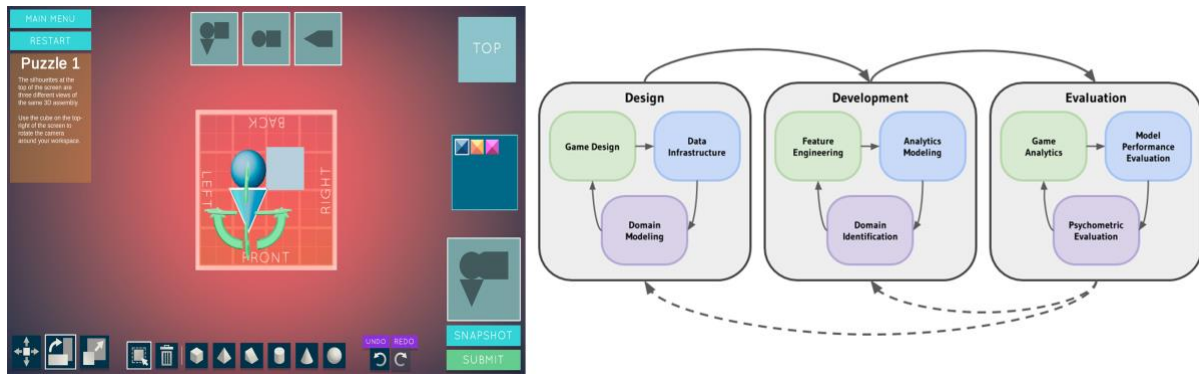 MAIN MENU
RESTART
Puzzle 1
The silhouettes at the
top of the screen are
three different views of
the same 3D assembly.
Use the cube on the top-
right of the screen to
rotate the camera
around your workspace.
TOP
BACK
LEFT
RIGHT
FRONT
SNAPSHOT
SUBMIT
UNDO REDO
Design
Game Design
Data
Infrastructure
Domain
Modeling
Development
Feature
Engineering
Analytics
Modeling
Domain
Identification
Evaluation
Game
Analytics
Model
Performance
Evaluation
Psychometric
Evaluation